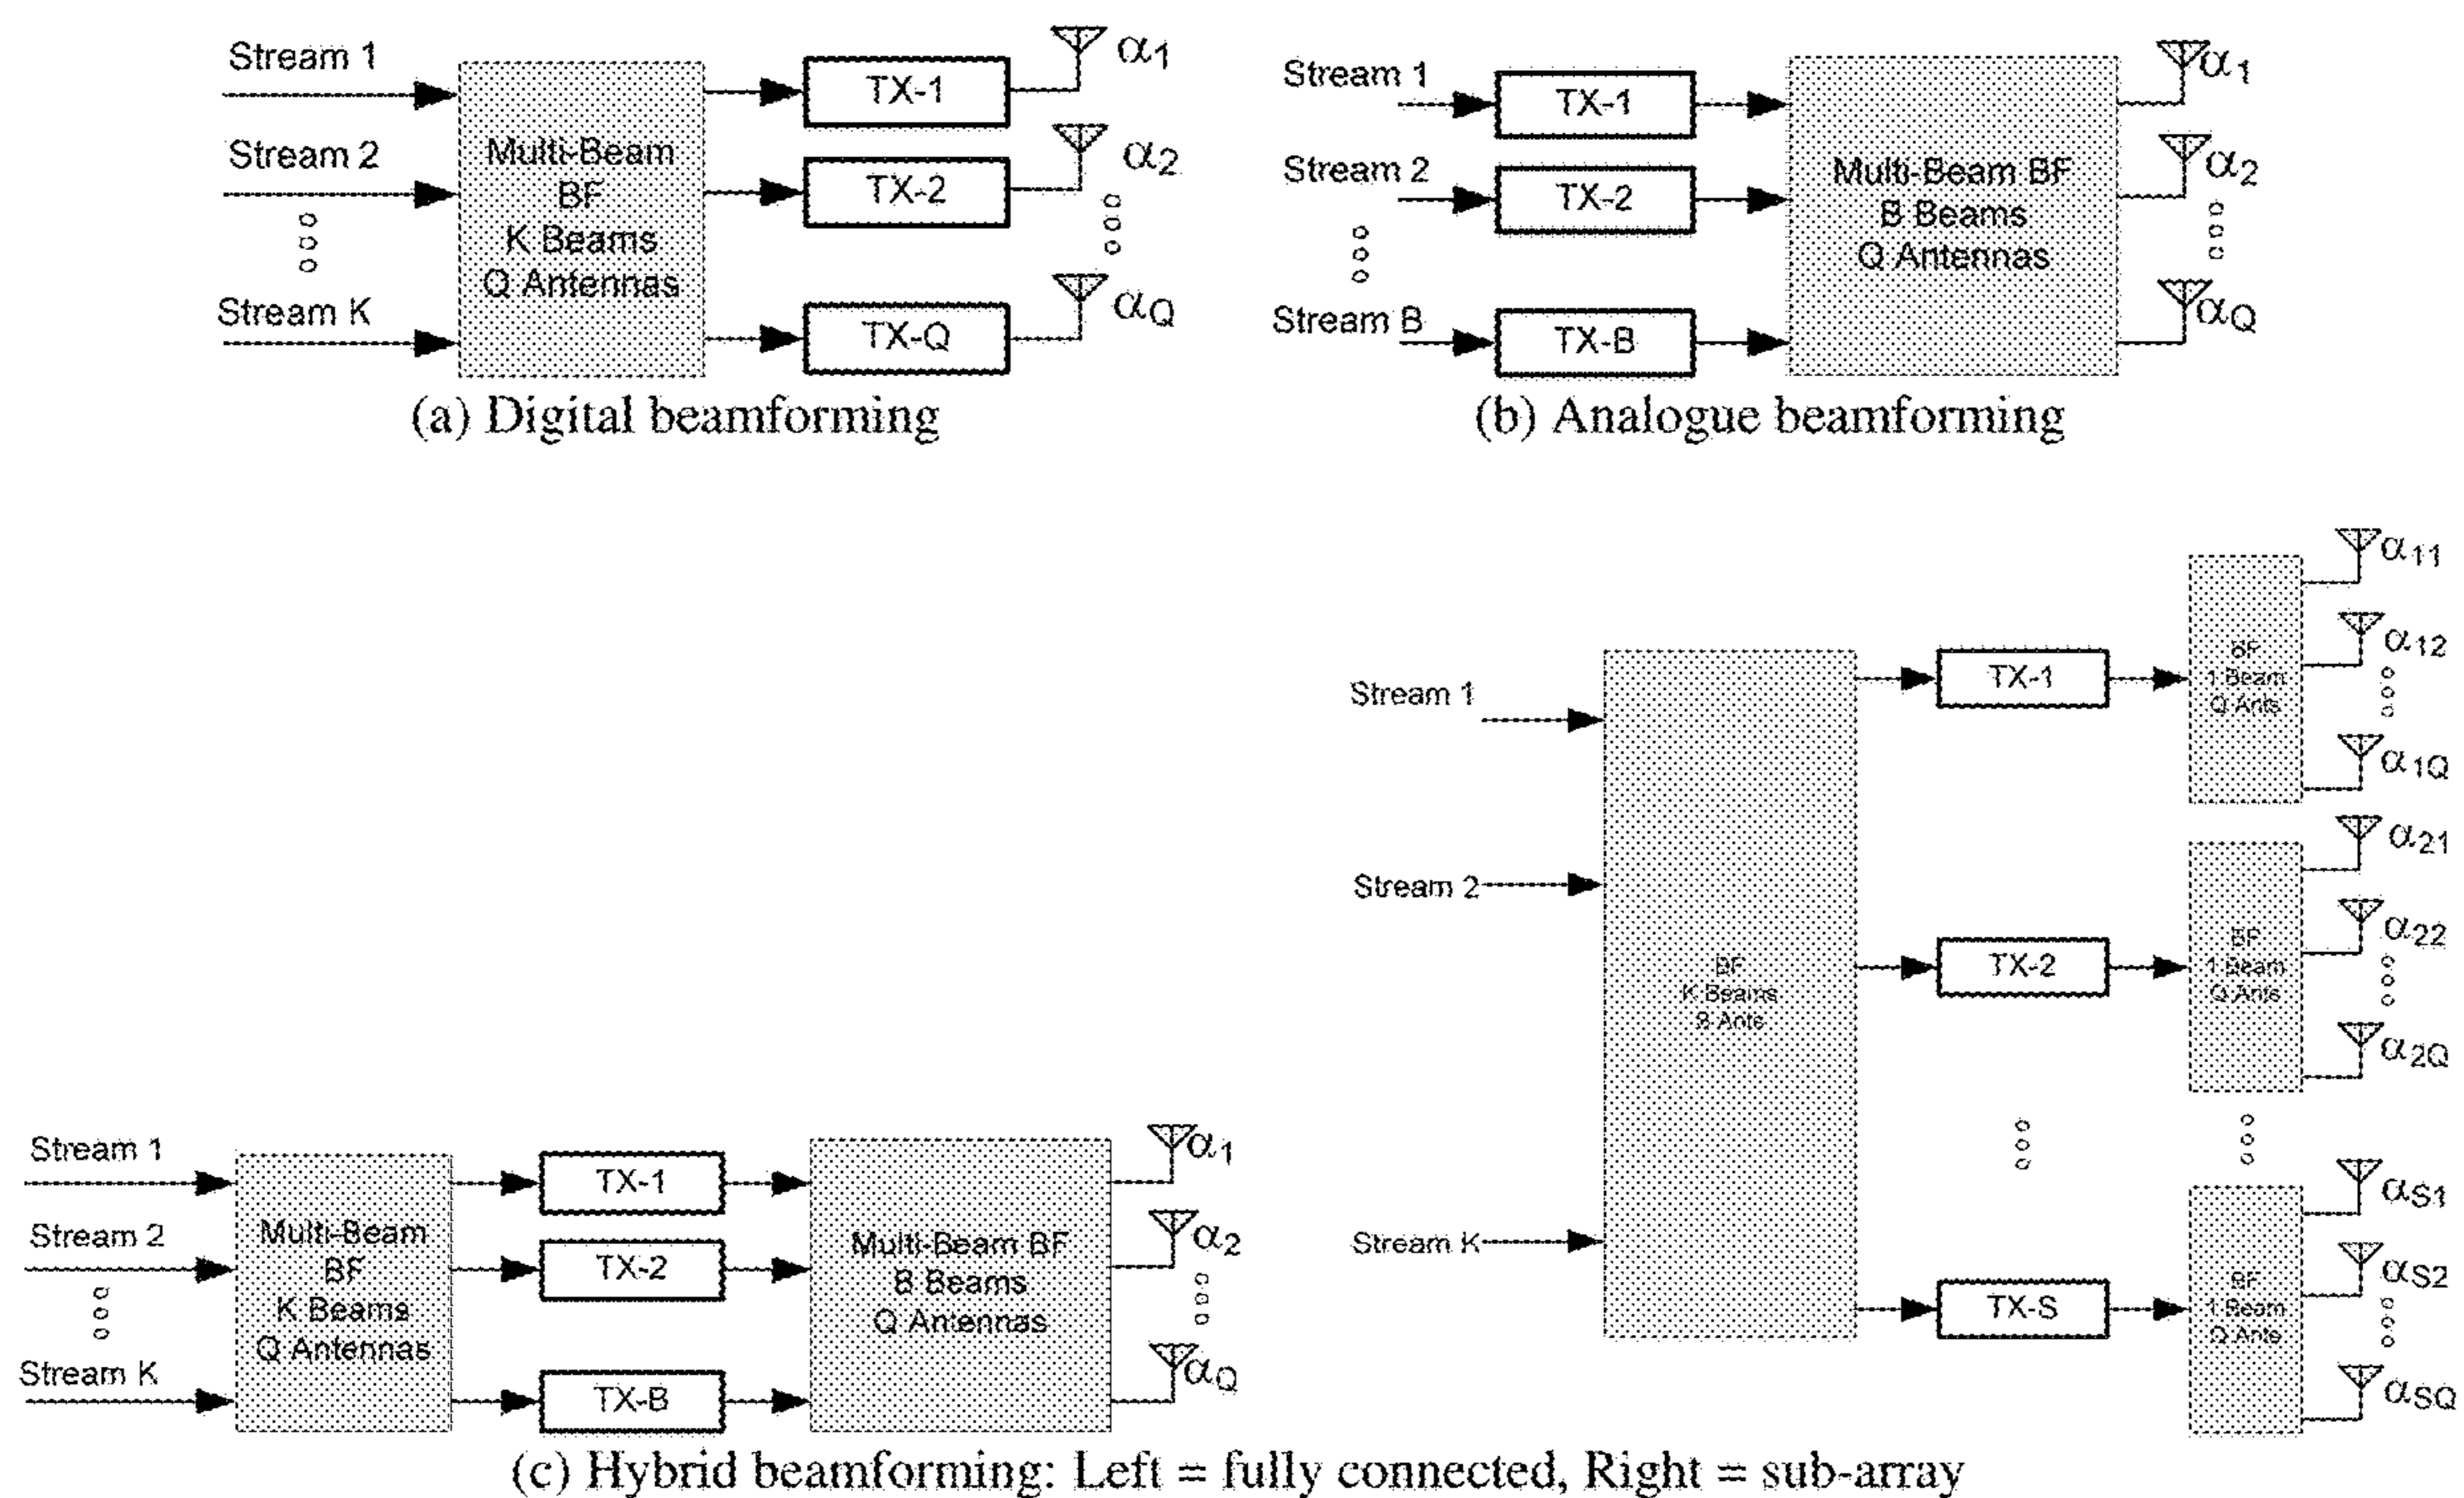 Stream 1
Stream 2
Stream K
Multi-Beam
BF
K Beams
Q Antennas
TX-1
TX-2
TX-Q
α1
α2
αQ
(a) Digital beamforming
Stream 1
Stream 2
Stream B
TX-1
TX-2
TX-B
Multi-Beam BF
B Beams
Q Antennas
α1
α2
αQ
(b) Analogue beamforming
Stream 1
Stream 2
Stream K
Multi-Beam
BF
K Beams
Q Antennas
TX-1
TX-2
TX-B
Multi-Beam BF
B Beams
Q Antennas
α1
α2
αQ
Stream 1
Stream 2
Stream K
BF
K Beams
Ants
TX-1
TX-2
TX-S
BF
1 Beam
Q Ants
α11
α12
α1Q
BF
1 Beam
Q Ants
α21
α22
α2Q
BF
1 Beam
Q Ants
αS1
αS2
αSQ
(c) Hybrid beamforming: Left = fully connected, Right = sub-array